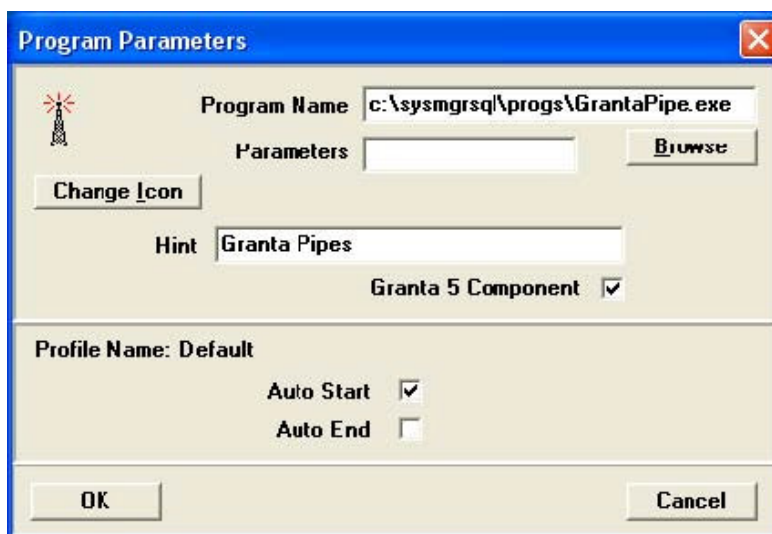 Program Parameters
Program Name c:\sysmgrsql\progs\GrantaPipe.exe
Parameters
Browse
Change Icon
Hint Granta Pipes
Granta 5 Component
Profile Name: Default
Auto Start
Auto End
OK Cancel